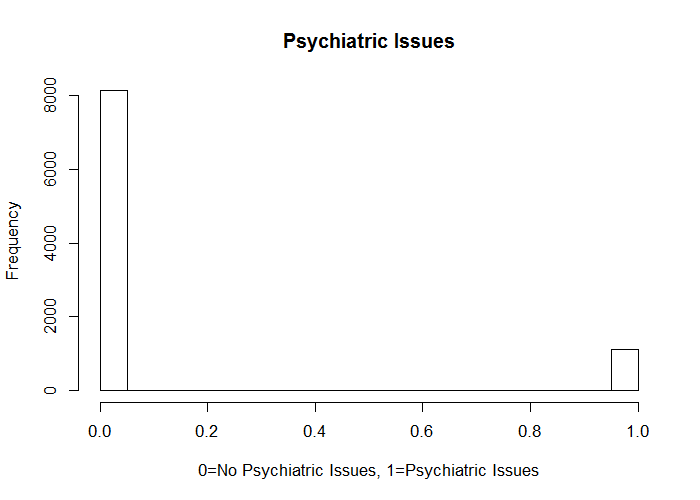 Psychiatric Issues
8000
6000
4000
2000
0
Frequency
0.0 0.2 0.4 0.6 0.8 1.0
0=No Psychiatric Issues, 1=Psychiatric Issues